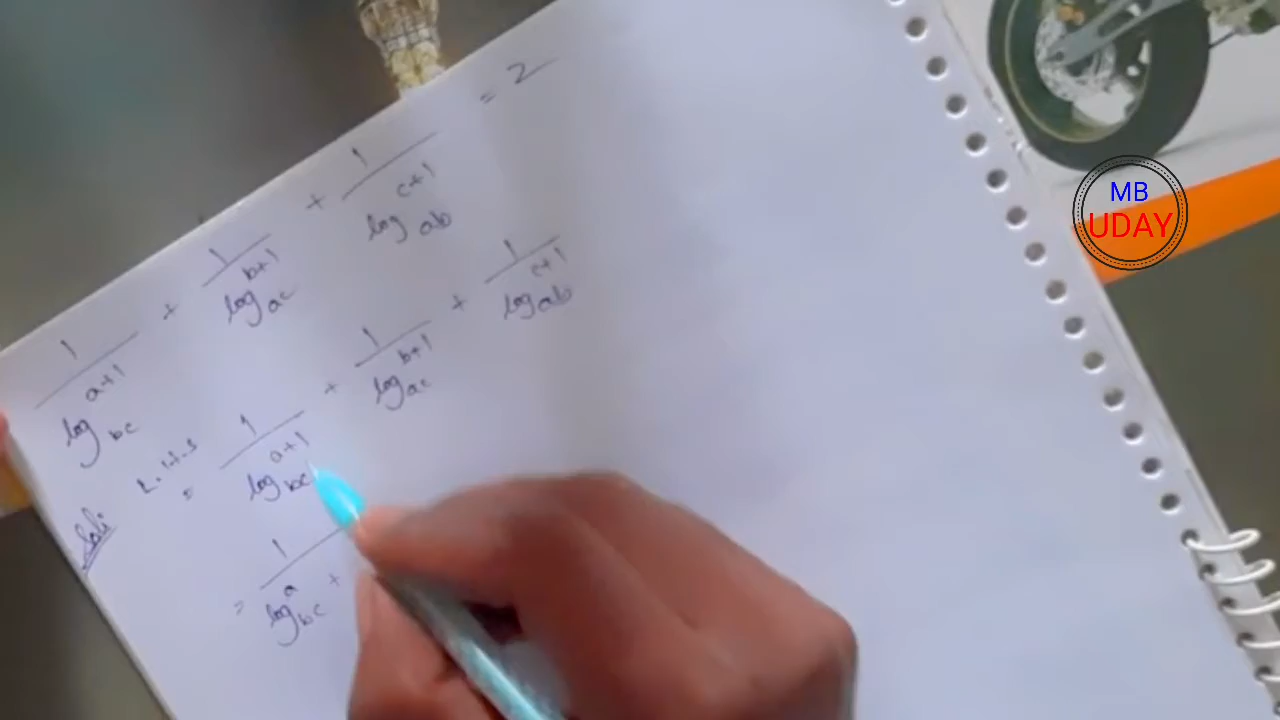 1/log_bc^a+1 + 1/log_ac^b+1 + 1/log_ab^c+1 = 2
Sol: L.H.S = 1/log_bc^a+1 + 1/log_ac^b+1 + 1/log_ab^c+1
= 1/log_bc^a +
MB
UDAY